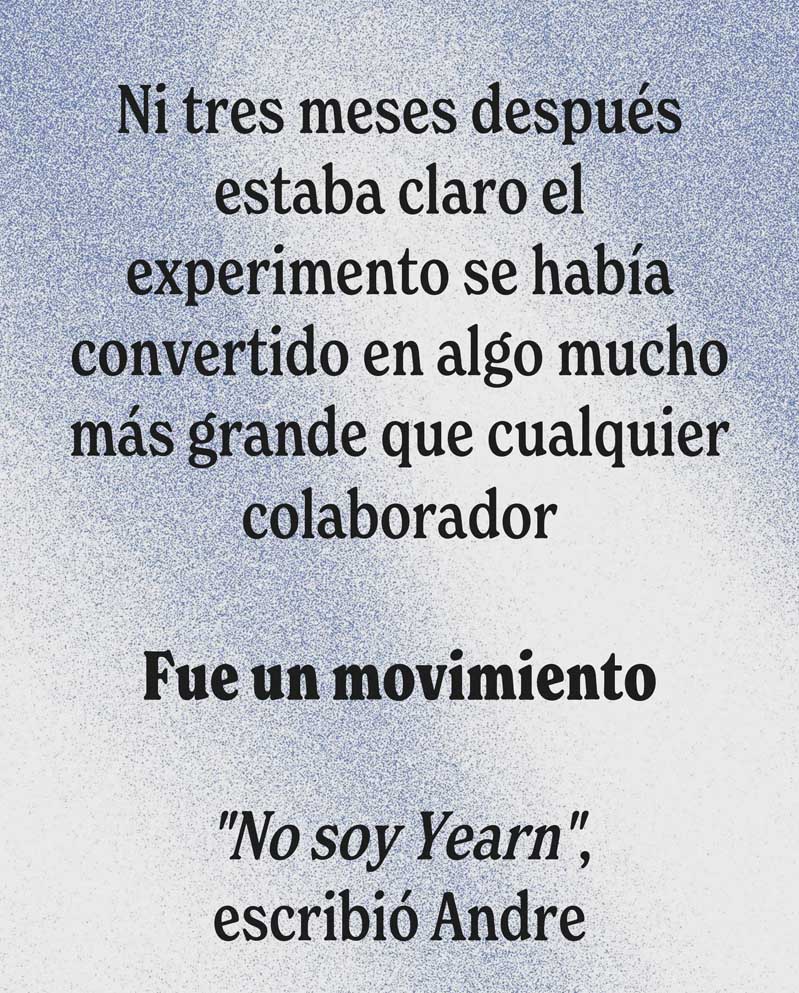 Ni tres meses después
estaba claro el
experimento se había
convertido en algo mucho
más grande que cualquier
colaborador
Fue un movimiento
"No soy Yearn",
escribió Andre